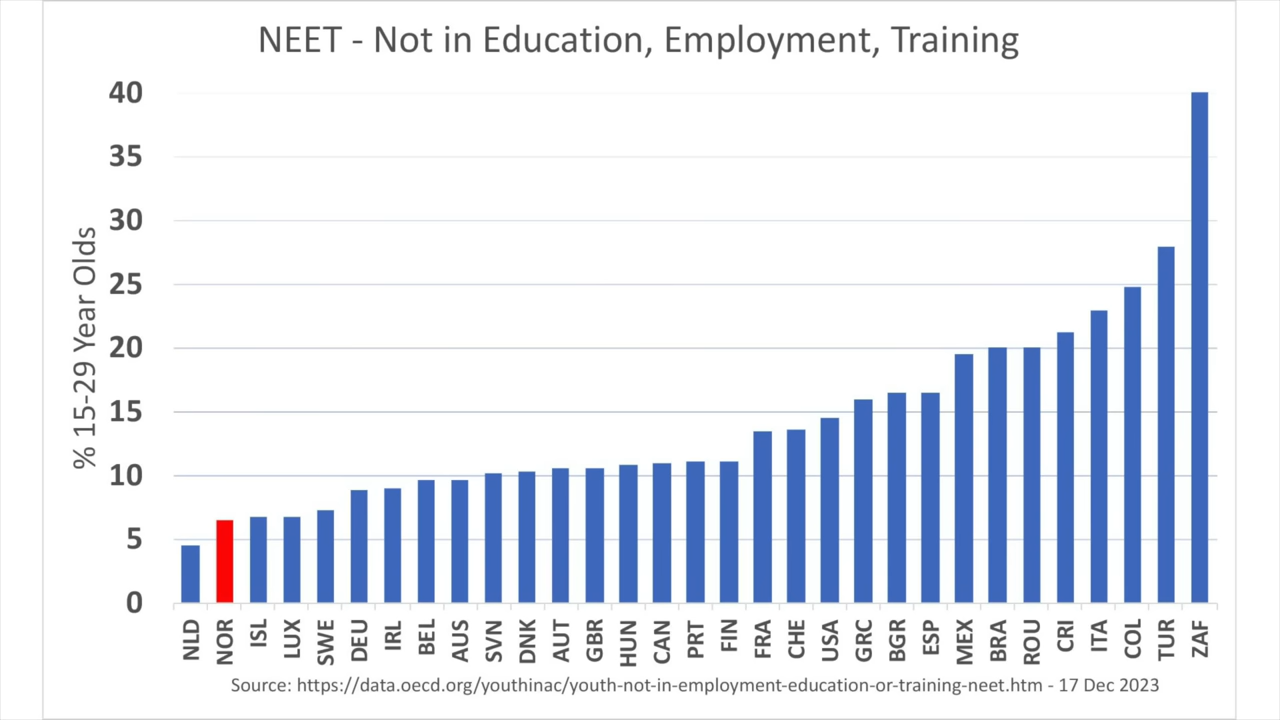 NEET - Not in Education, Employment, Training
% 15-29 Year Olds
40
35
30
25
20
15
10
5
0
NLD
NOR
ISL
LUX
SWE
DEU
IRL
BEL
AUS
SVN
DNK
AUT
GBR
HUN
CAN
PRT
FIN
FRA
CHE
USA
GRC
BGR
ESP
MEX
BRA
ROU
CRI
ITA
COL
TUR
ZAF
Source: https://data.oecd.org/youthinac/youth-not-in-employment-education-or-training-neet.htm - 17 Dec 2023